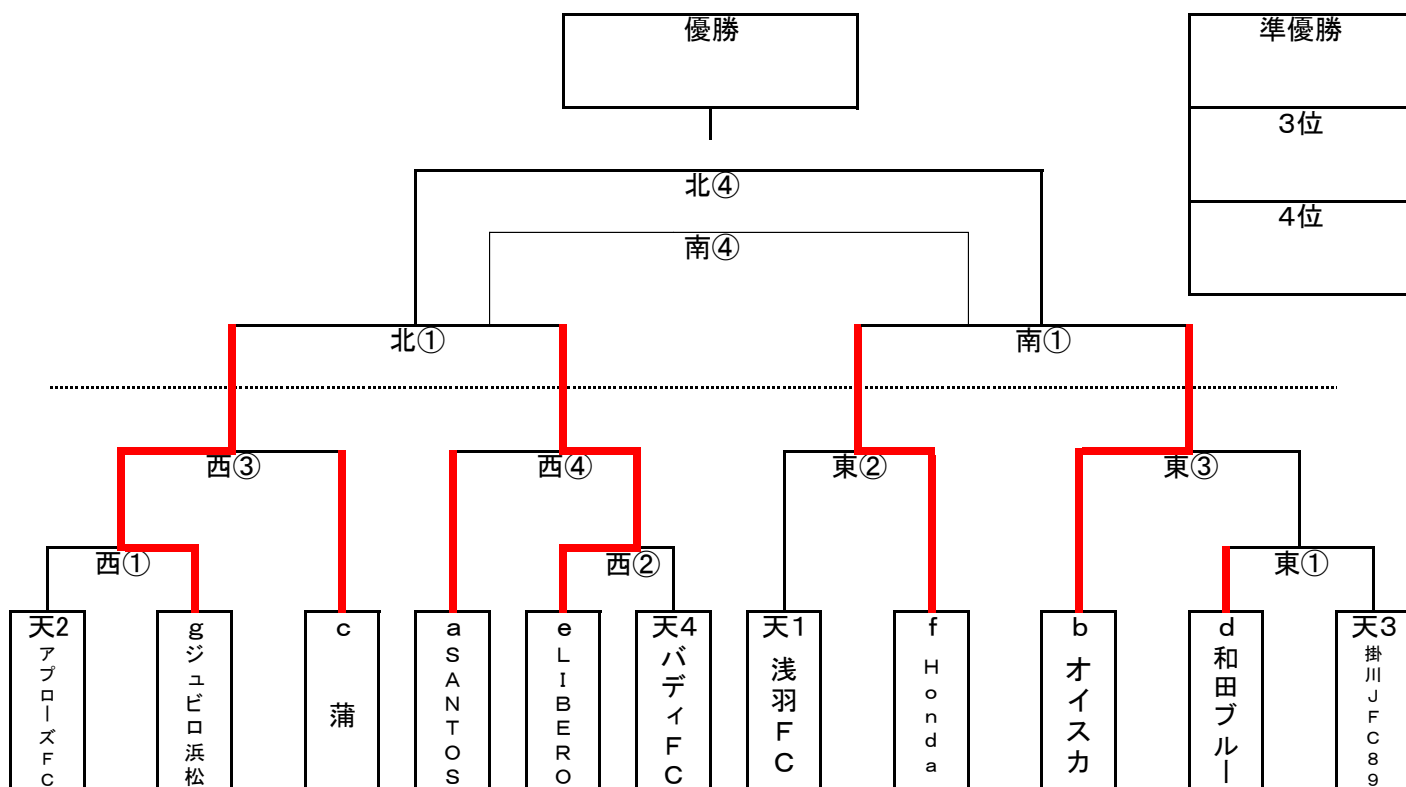 優勝
準優勝
3位
4位
北④
南④
北①
南①
西③
西④
東②
東③
西①
西②
東①
天2
アプローズFC
g
ジュビロ浜松
c
蒲
a
SANTOS
e
LIBERO
天4
バディFC
天1
浅羽FC
f
Honda
b
オイスカ
d
和田ブルー
天3
掛川JFC89